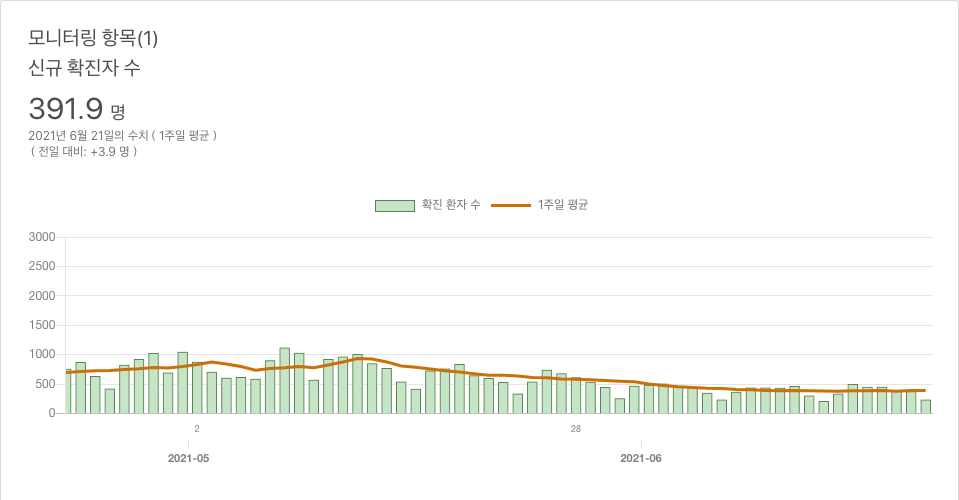 모니터링 항목(1)
신규 확진자 수
391.9 명
2021년 6월 21일의 수치 ( 1주일 평균 )
( 전일 대비: +3.9 명 )
확진 환자 수 1주일 평균
3000
2500
2000
1500
1000
500
0
2 28
2021-05 2021-06